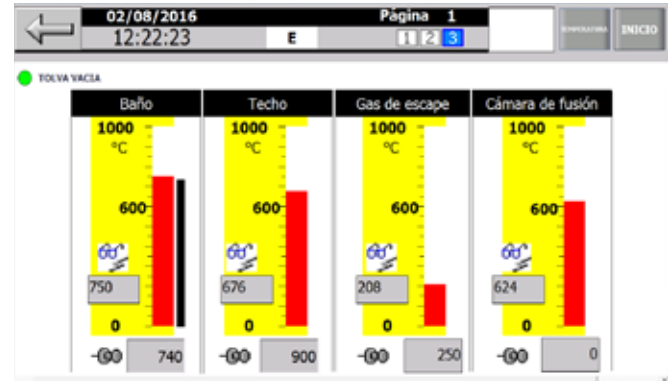 02/08/2016 Página 1
12:22:23 E 1 2 3
TEMPERATURA INICIO
TOLVA VACIA
Baño Techo Gas de escape Cámara de fusión
1000 1000 1000 1000
°C °C °C °C
600 600 600 600
750 676 208 624
0 0 0 0
740 900 250 0